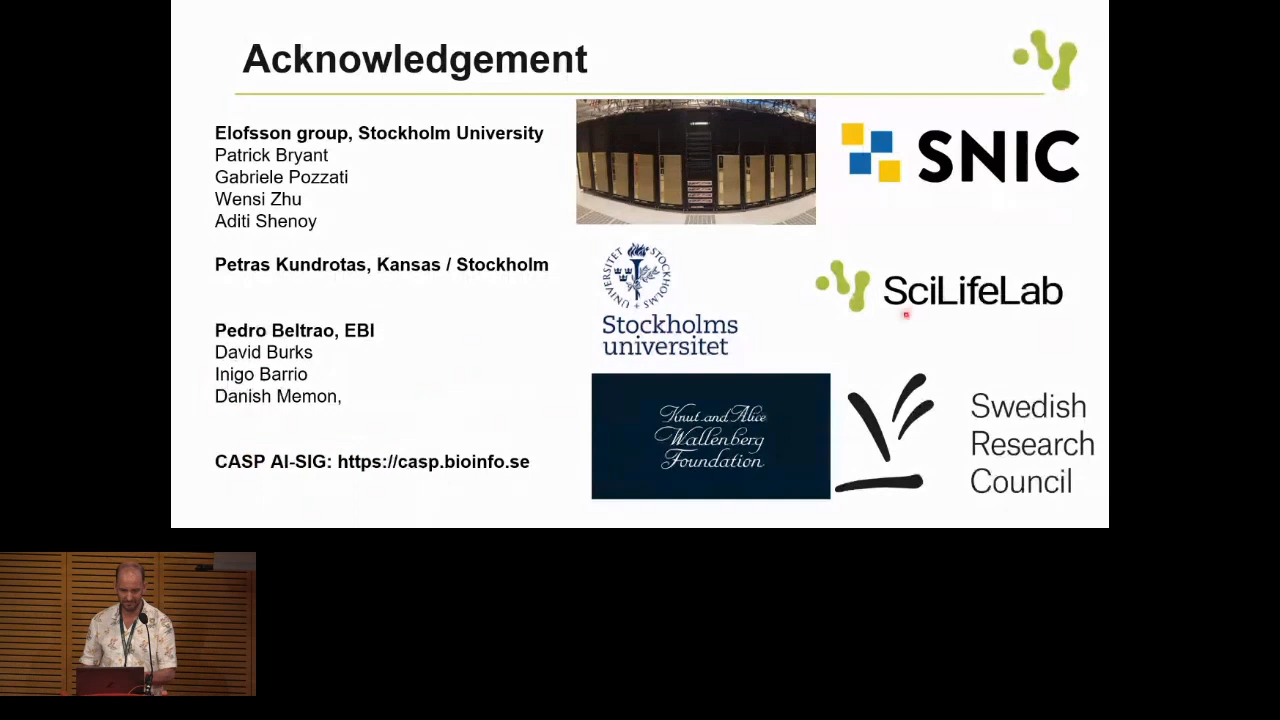 Acknowledgement
Elofsson group, Stockholm University
Patrick Bryant
Gabriele Pozzati
Wensi Zhu
Aditi Shenoy
Petras Kundrotas, Kansas / Stockholm
Pedro Beltrao, EBI
David Burks
Inigo Barrio
Danish Memon,
CASP AI-SIG: https://casp.bioinfo.se
SNIC
STOCKHOLMS UNIVERSITET
Stockholms
universitet
SciLifeLab
Knut and Alice
Wallenberg
Foundation
Swedish
Research
Council